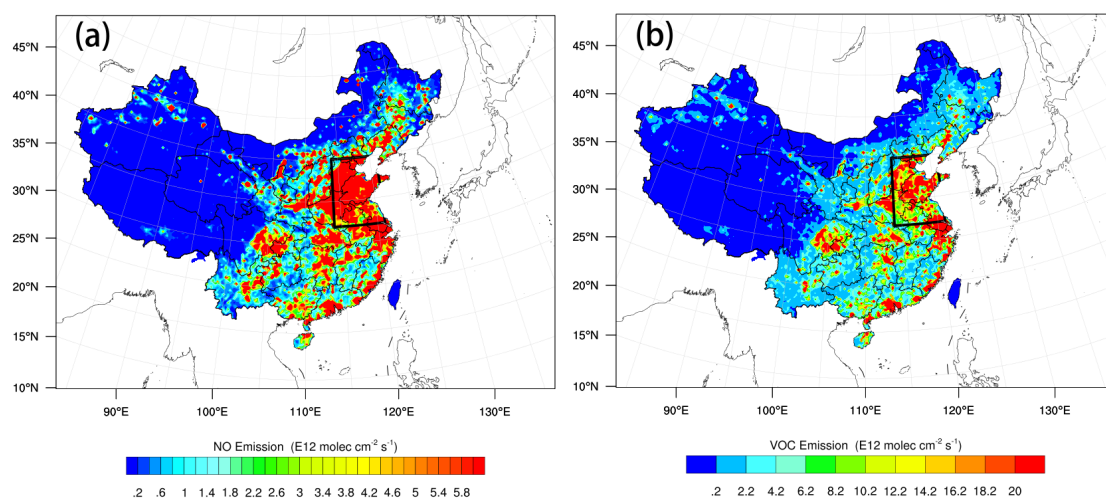 (a)
45°N
40°N
35°N
30°N
25°N
20°N
15°N
10°N
90°E 100°E 110°E 120°E 130°E
NO Emission (E12 molec cm⁻² s⁻¹)
.2 .6 1 1.4 1.8 2.2 2.6 3 3.4 3.8 4.2 4.6 5 5.4 5.8
(b)
45°N
40°N
35°N
30°N
25°N
20°N
15°N
10°N
90°E 100°E 110°E 120°E 130°E
VOC Emission (E12 molec cm⁻² s⁻¹)
.2 2.2 4.2 6.2 8.2 10.2 12.2 14.2 16.2 18.2 20